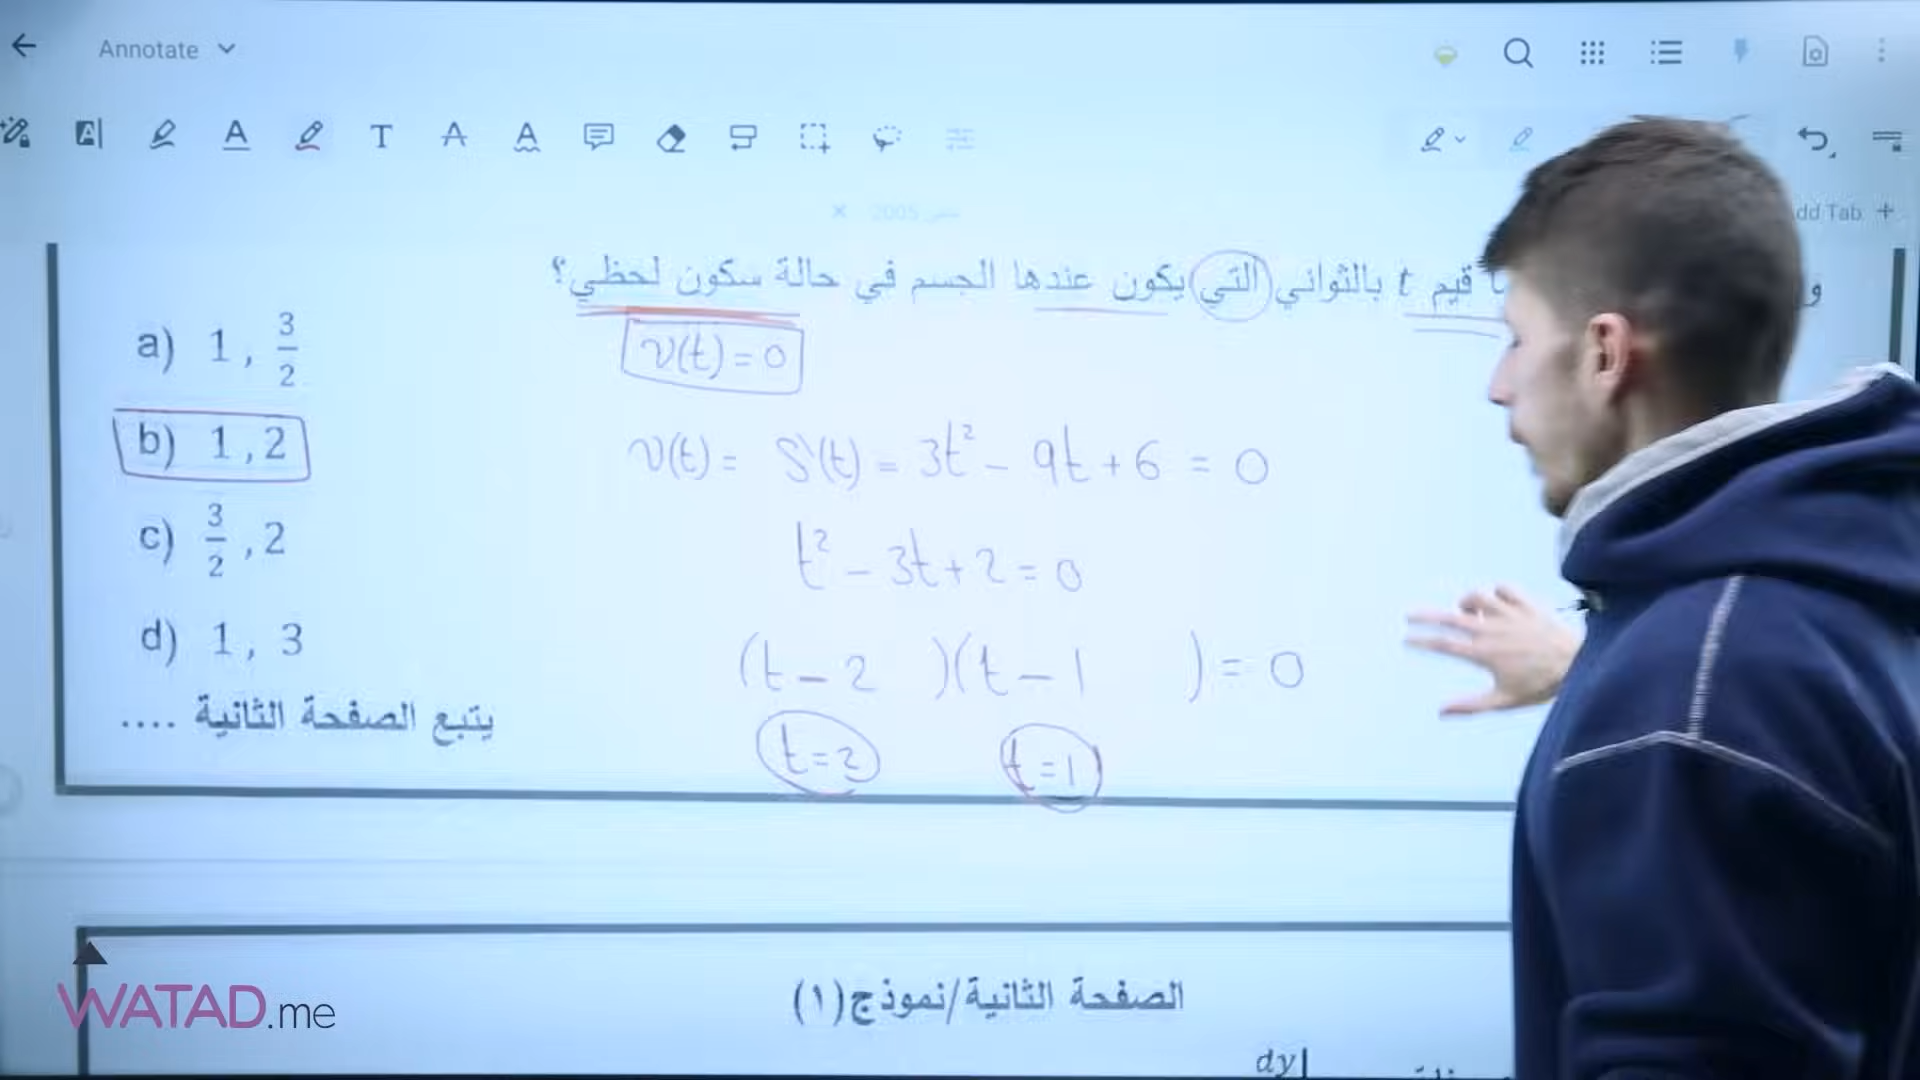 Annotate
T
dd Tab +
قيم t بالثواني التي يكون عندها الجسم في حالة سكون لحظي؟
v(t) = 0
a) 1 , 3/2
b) 1 , 2
v(t) = S'(t) = 3t² - 9t + 6 = 0
c) 3/2 , 2
t² - 3t + 2 = 0
d) 1 , 3
(t - 2 )(t - 1 ) = 0
يتبع الصفحة الثانية ....
t = 2 t = 1
الصفحة الثانية/نموذج(١)
WATAD.me
dy